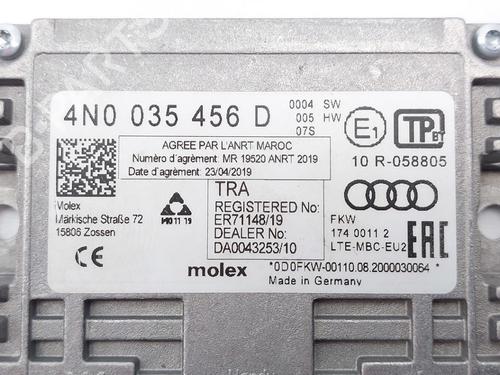 4N0 035 456 D
0004 SW
005 HW
07S
E1
TP BT
10 R-058805
AGREE PAR L'ANRT MAROC
Numéro d'agrément: MR 19520 ANRT 2019
Date d'agrément: 23/04/2019
Molex
Märkische Straße 72
15806 Zossen
TRA
REGISTERED No:
ER71148/19
DEALER No:
DA0043253/10
FKW
174 0011 2
LTE-MBC-EU2
EAC
CE
molex
*0D0FKW-00110.08.2000030064*
Made in Germany